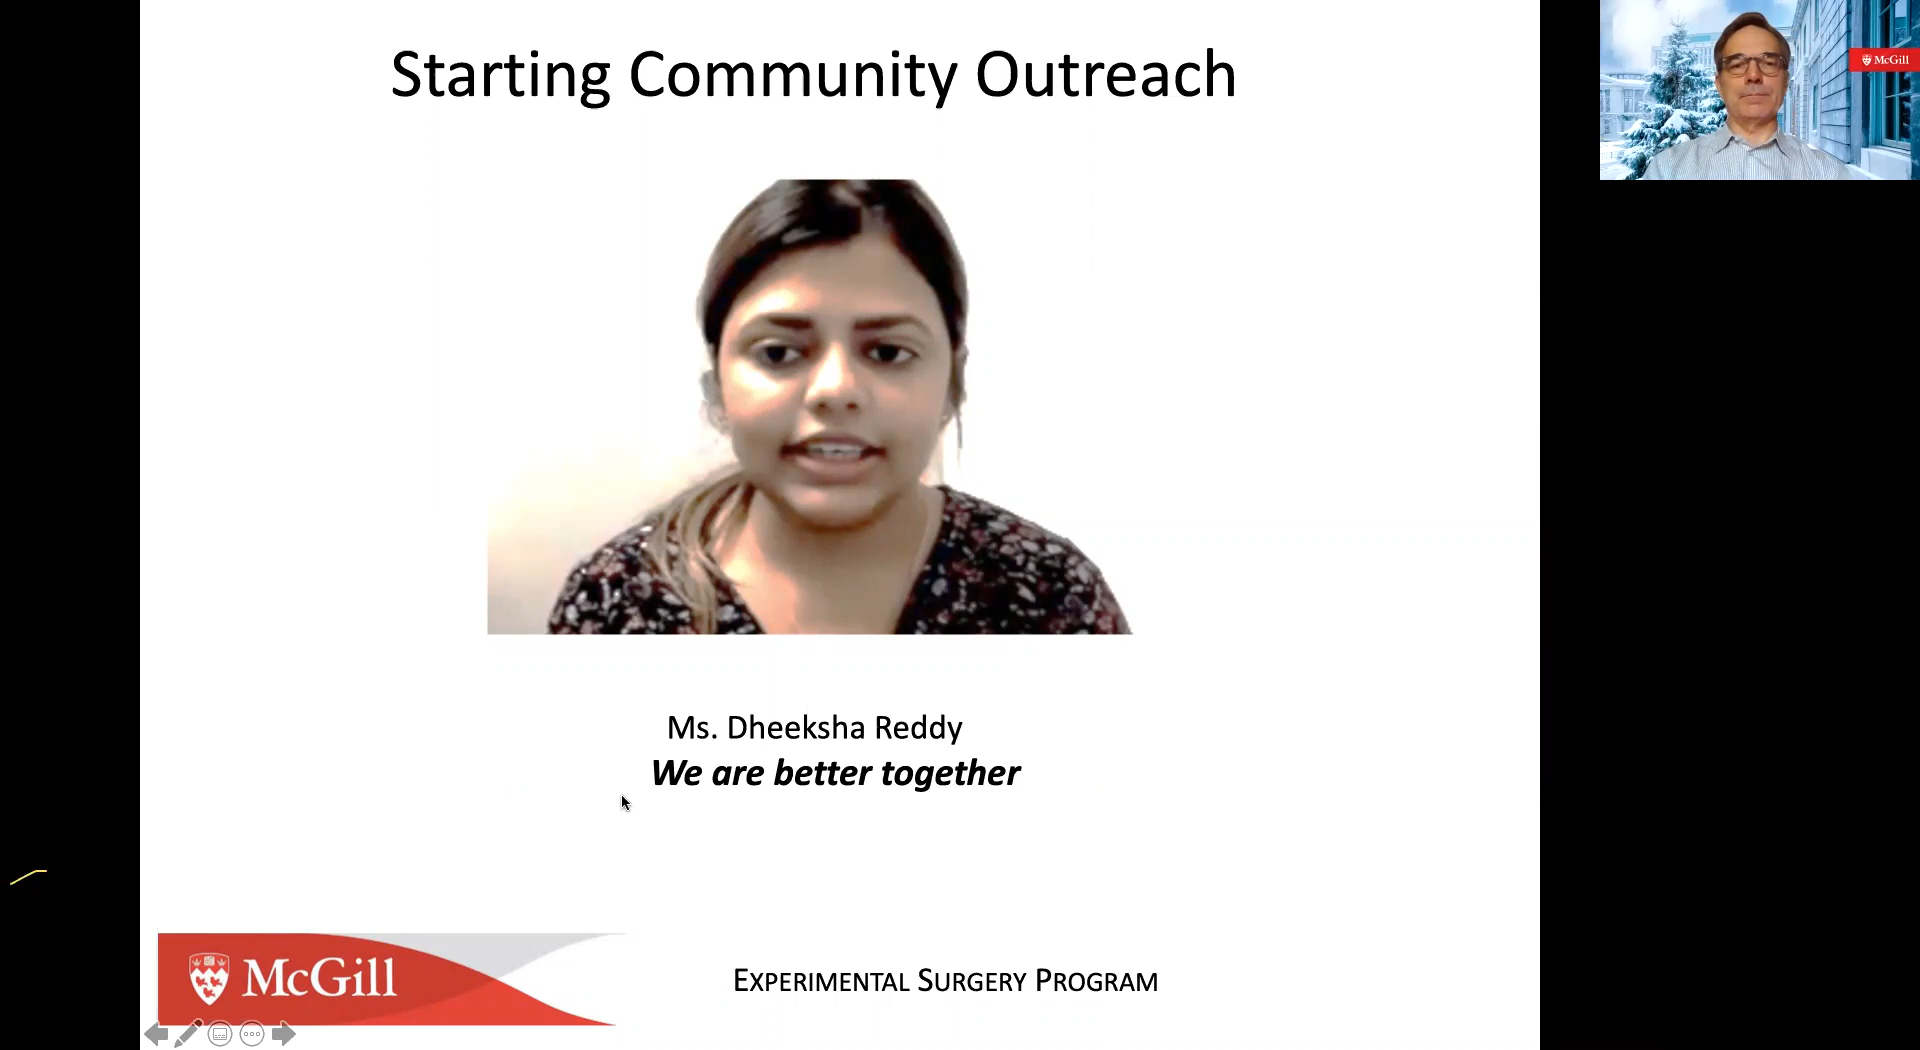 Starting Community Outreach
McGill
Ms. Dheeksha Reddy
We are better together
McGill
EXPERIMENTAL SURGERY PROGRAM